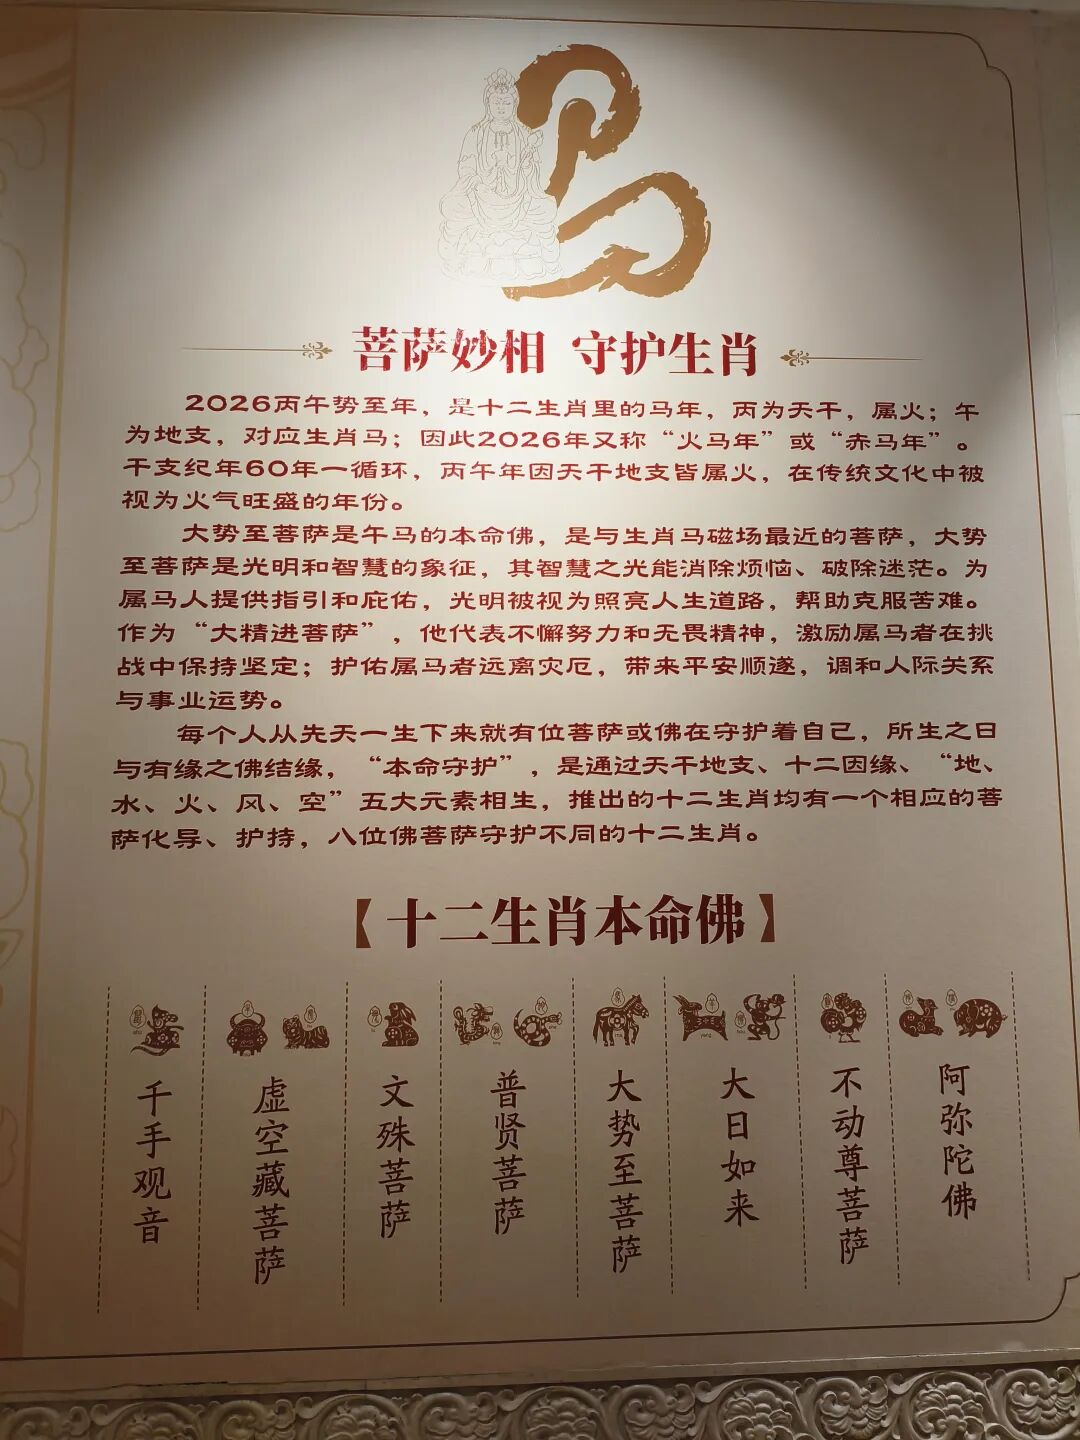 菩萨妙相 守护生肖
2026丙午势至年，是十二生肖里的马年，丙为天干，属火；午
为地支，对应生肖马；因此2026年又称“火马年”或“赤马年”。
干支纪年60年一循环，丙午年因天干地支皆属火，在传统文化中被
视为火气旺盛的年份。
大势至菩萨是午马的本命佛，是与生肖马磁场最近的菩萨，大势
至菩萨是光明和智慧的象征，其智慧之光能消除烦恼、破除迷茫。为
属马人提供指引和庇佑，光明被视为照亮人生道路，帮助克服苦难。
作为“大精进菩萨”，他代表不懈努力和无畏精神，激励属马者在挑
战中保持坚定；护佑属马者远离灾厄，带来平安顺遂，调和人际关系
与事业运势。
每个人从先天一生下来就有位菩萨或佛在守护着自己，所生之日
与有缘之佛结缘，“本命守护”，是通过天干地支、十二因缘、“地、
水、火、风、空”五大元素相生，推出的十二生肖均有一个相应的菩
萨化导、护持，八位佛菩萨守护不同的十二生肖。
【十二生肖本命佛】
千手观音
虚空藏菩萨
文殊菩萨
普贤菩萨
大势至菩萨
大日如来
不动尊菩萨
阿弥陀佛